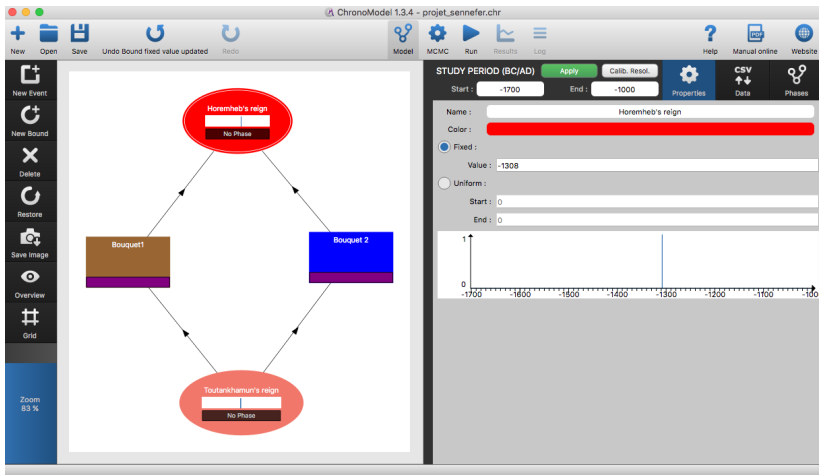 ChronoModel 1.3.4 - projet_sennefer.chr
New Open Save Undo Bound fixed value updated Redo Model MCMC Run Results Log Help Manual online Website
PDF
New Event
New Bound
Delete
Restore
Save Image
Overview
Grid
Zoom
83 %
Horemheb's reign
No Phase
Bouquet1
Bouquet 2
Toutankhamun's reign
No Phase
STUDY PERIOD (BC/AD) Apply Calib. Resol.
Start : -1700 End : -1000
Properties
CSV
Data
Phases
Name : Horemheb's reign
Color :
Fixed :
Value : -1308
Uniform :
Start : 0
End : 0
1
0
-1700 -1600 -1500 -1400 -1300 -1200 -1100 -100